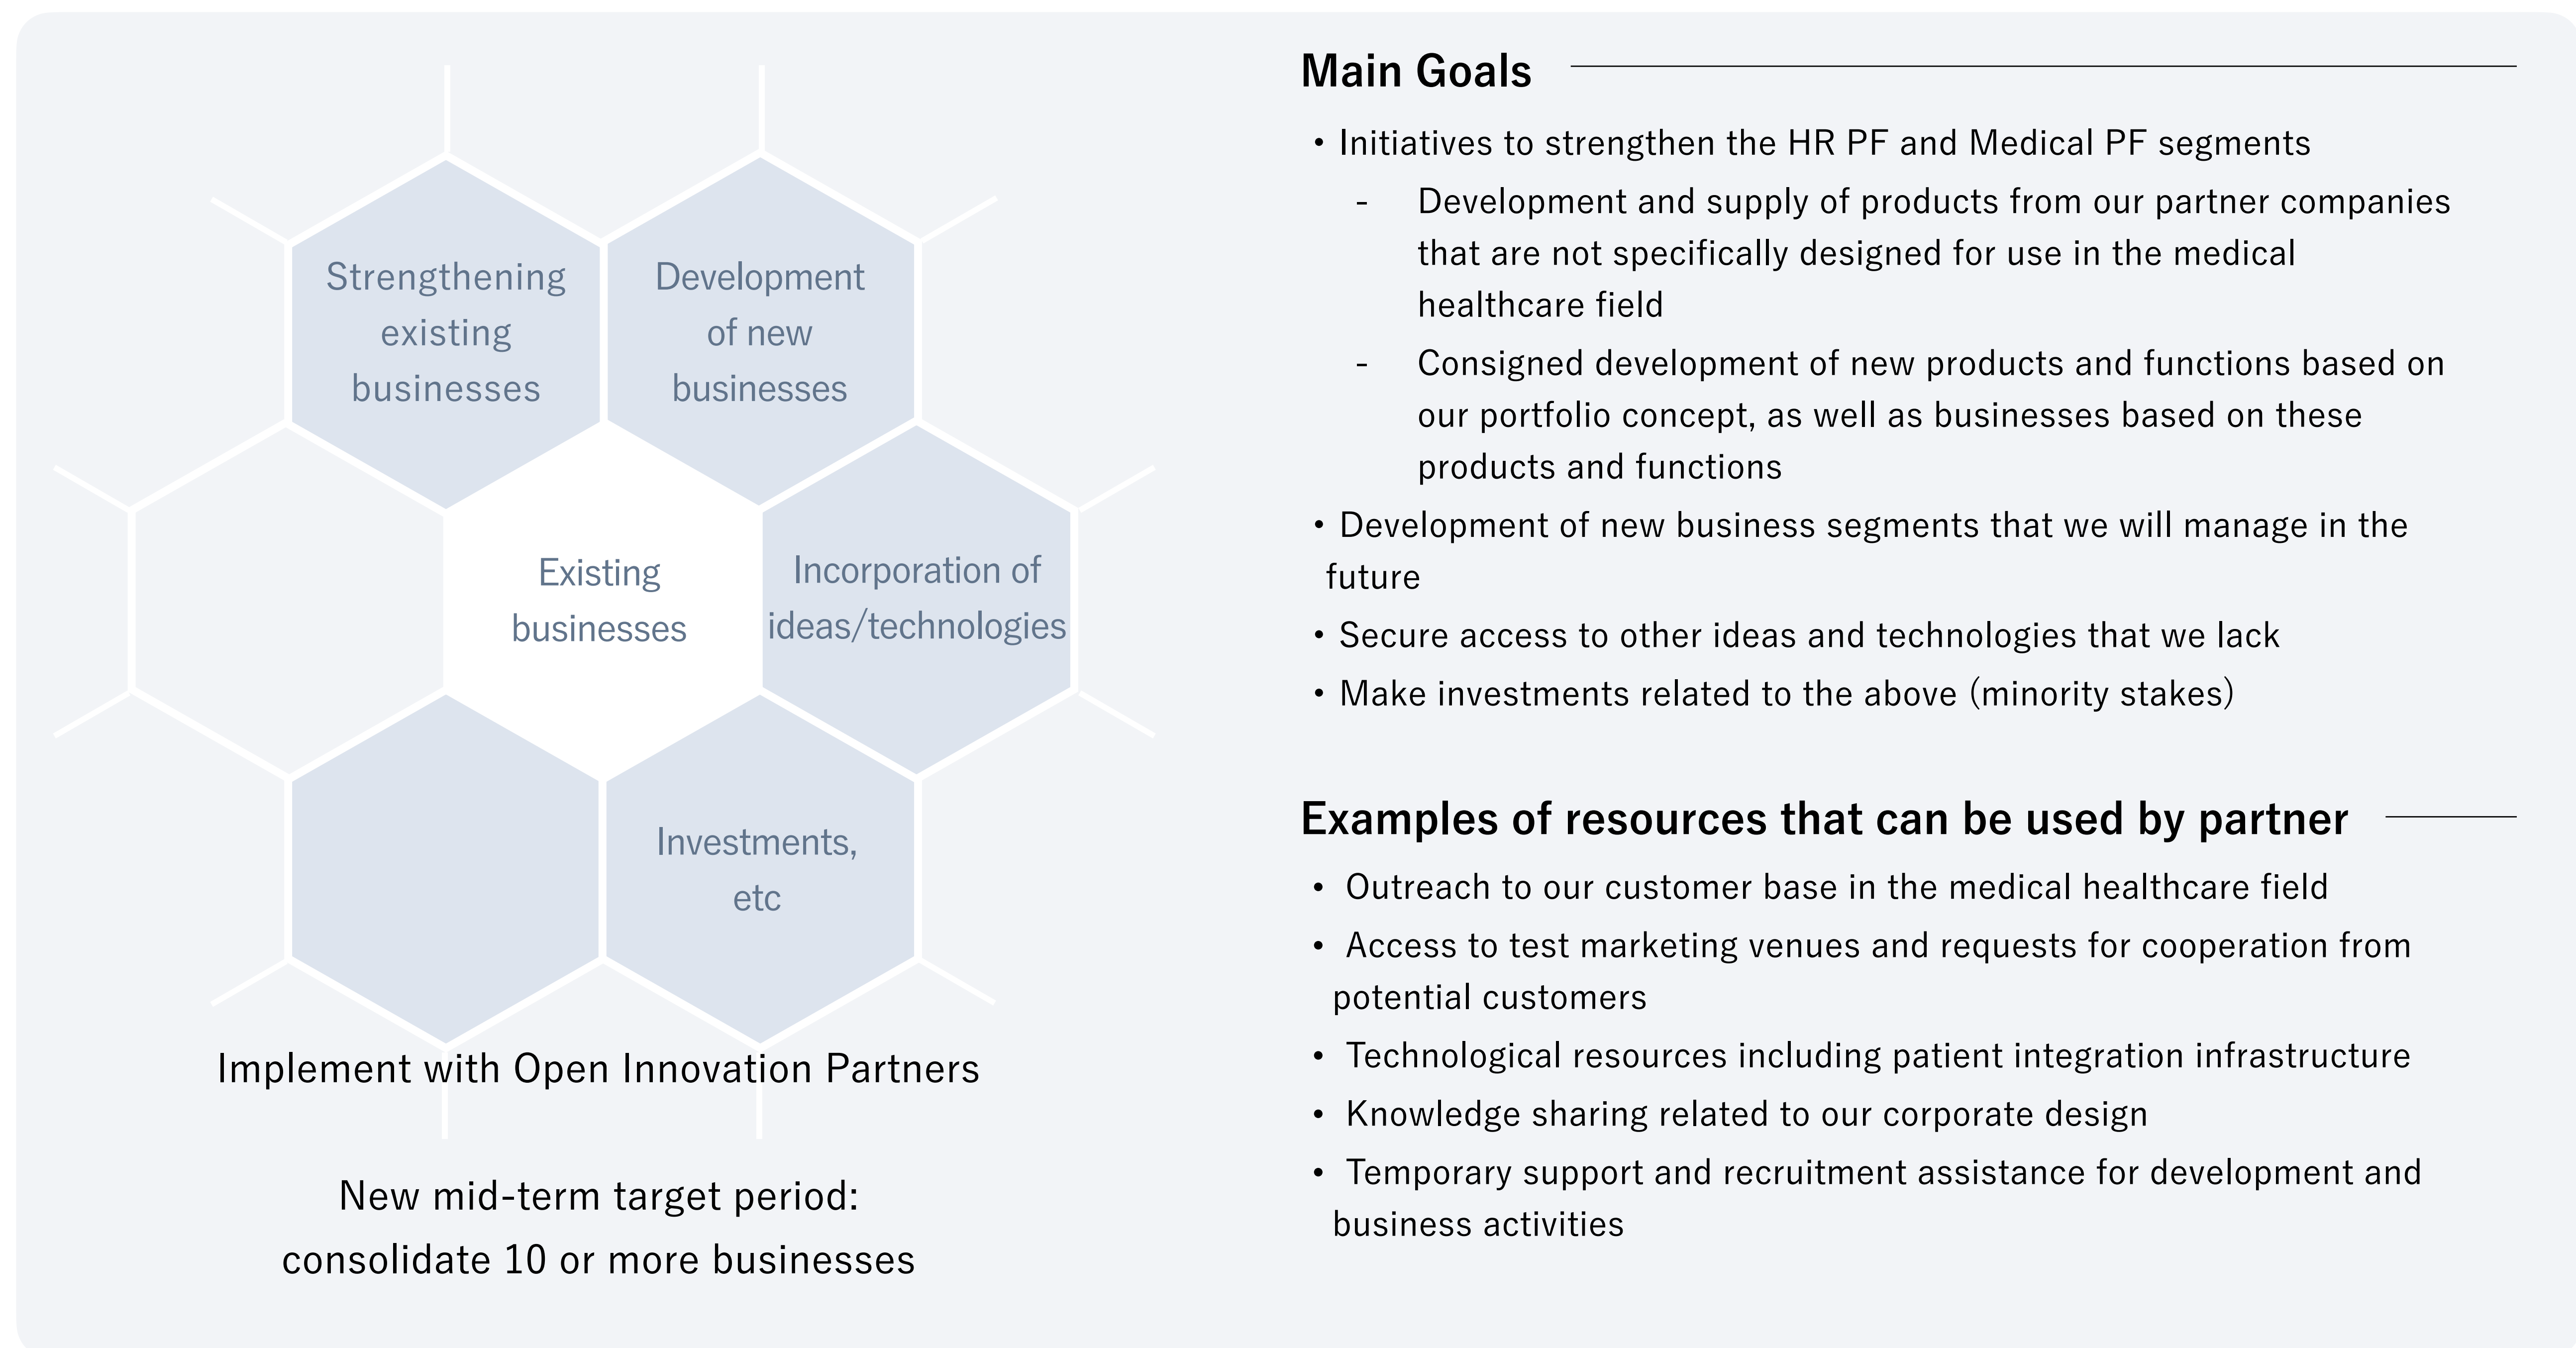 Strengthening
existing
businesses
Development
of new
businesses
Existing
businesses
Incorporation of
ideas/technologies
Investments,
etc
Implement with Open Innovation Partners
New mid-term target period:
consolidate 10 or more businesses
Main Goals
• Initiatives to strengthen the HR PF and Medical PF segments
- Development and supply of products from our partner companies
that are not specifically designed for use in the medical
healthcare field
- Consigned development of new products and functions based on
our portfolio concept, as well as businesses based on these
products and functions
• Development of new business segments that we will manage in the
future
• Secure access to other ideas and technologies that we lack
• Make investments related to the above (minority stakes)
Examples of resources that can be used by partner
• Outreach to our customer base in the medical healthcare field
• Access to test marketing venues and requests for cooperation from
potential customers
• Technological resources including patient integration infrastructure
• Knowledge sharing related to our corporate design
• Temporary support and recruitment assistance for development and
business activities